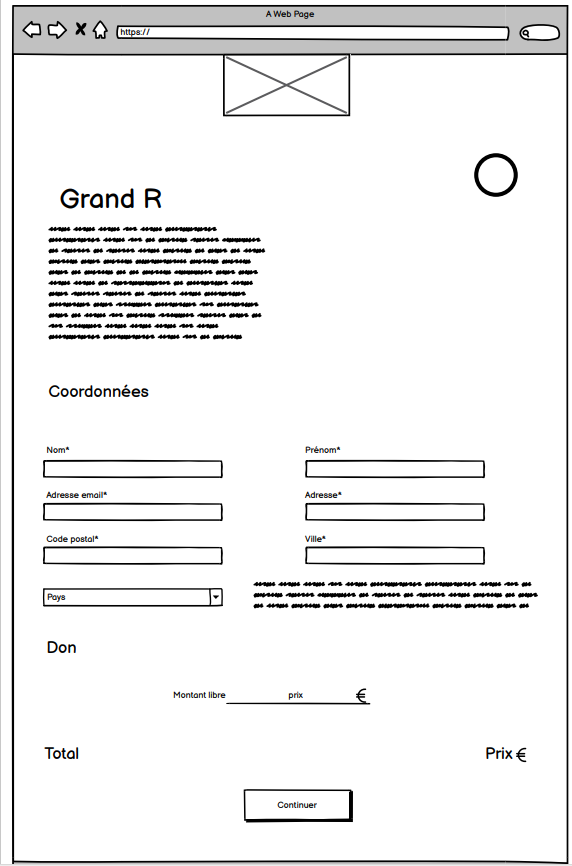 A Web Page
https://
Grand R
Coordonnées
Nom*
Prénom*
Adresse email*
Adresse*
Code postal*
Ville*
Pays
Don
Montant libre prix €
Total
Prix €
Continuer